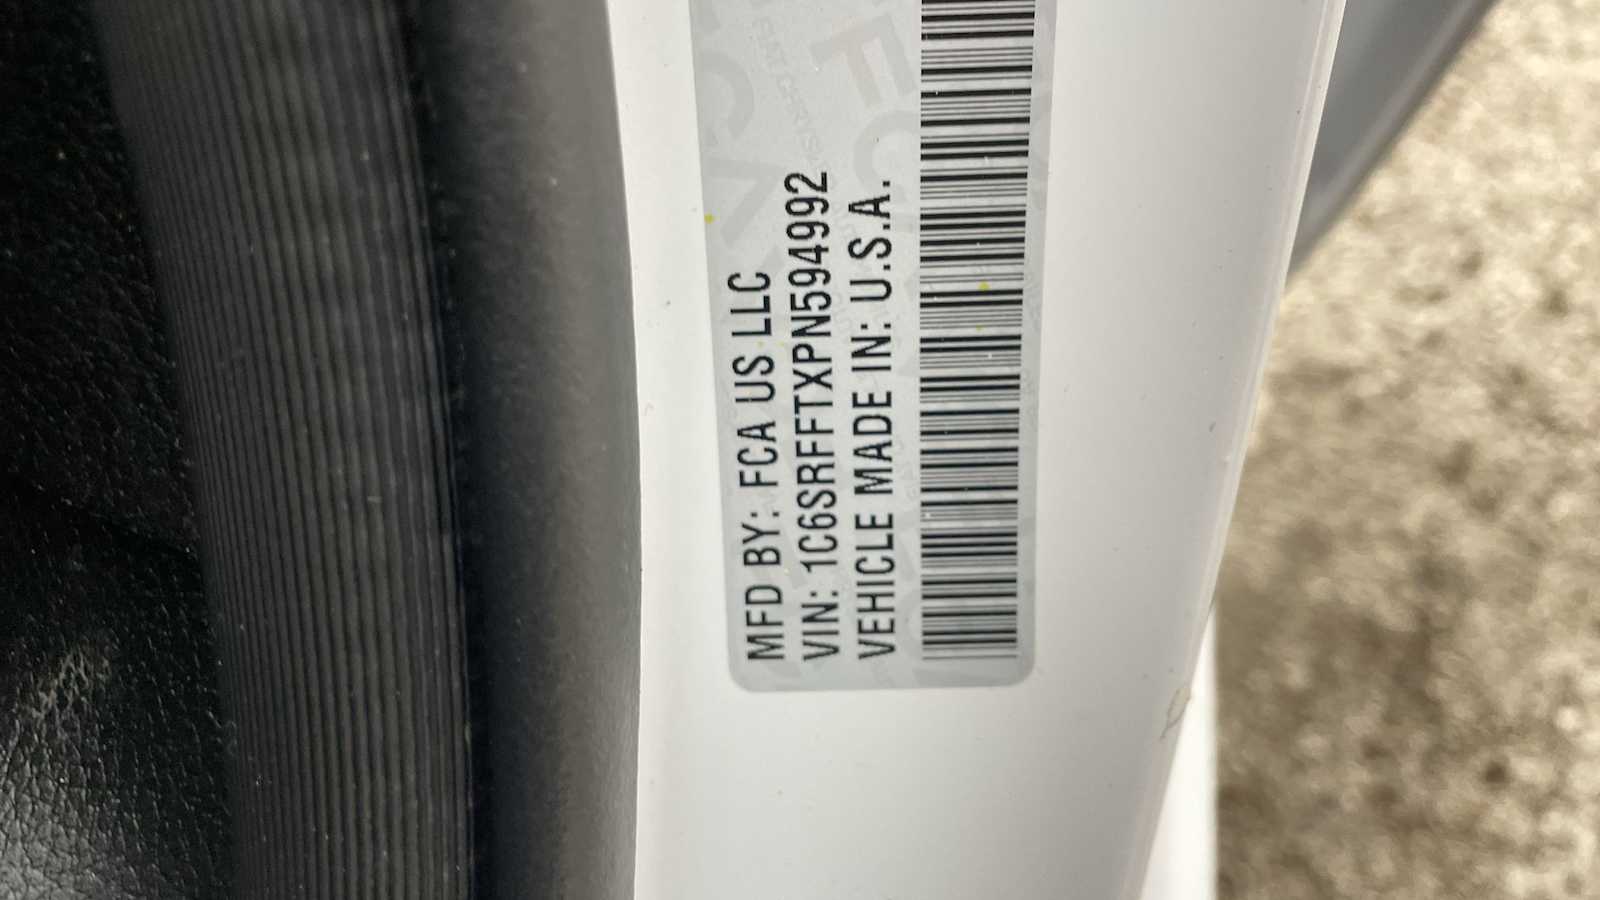 MFD BY: FCA US LLC
VIN: 1C6SRFFTXPN594992
VEHICLE MADE IN: U.S.A.